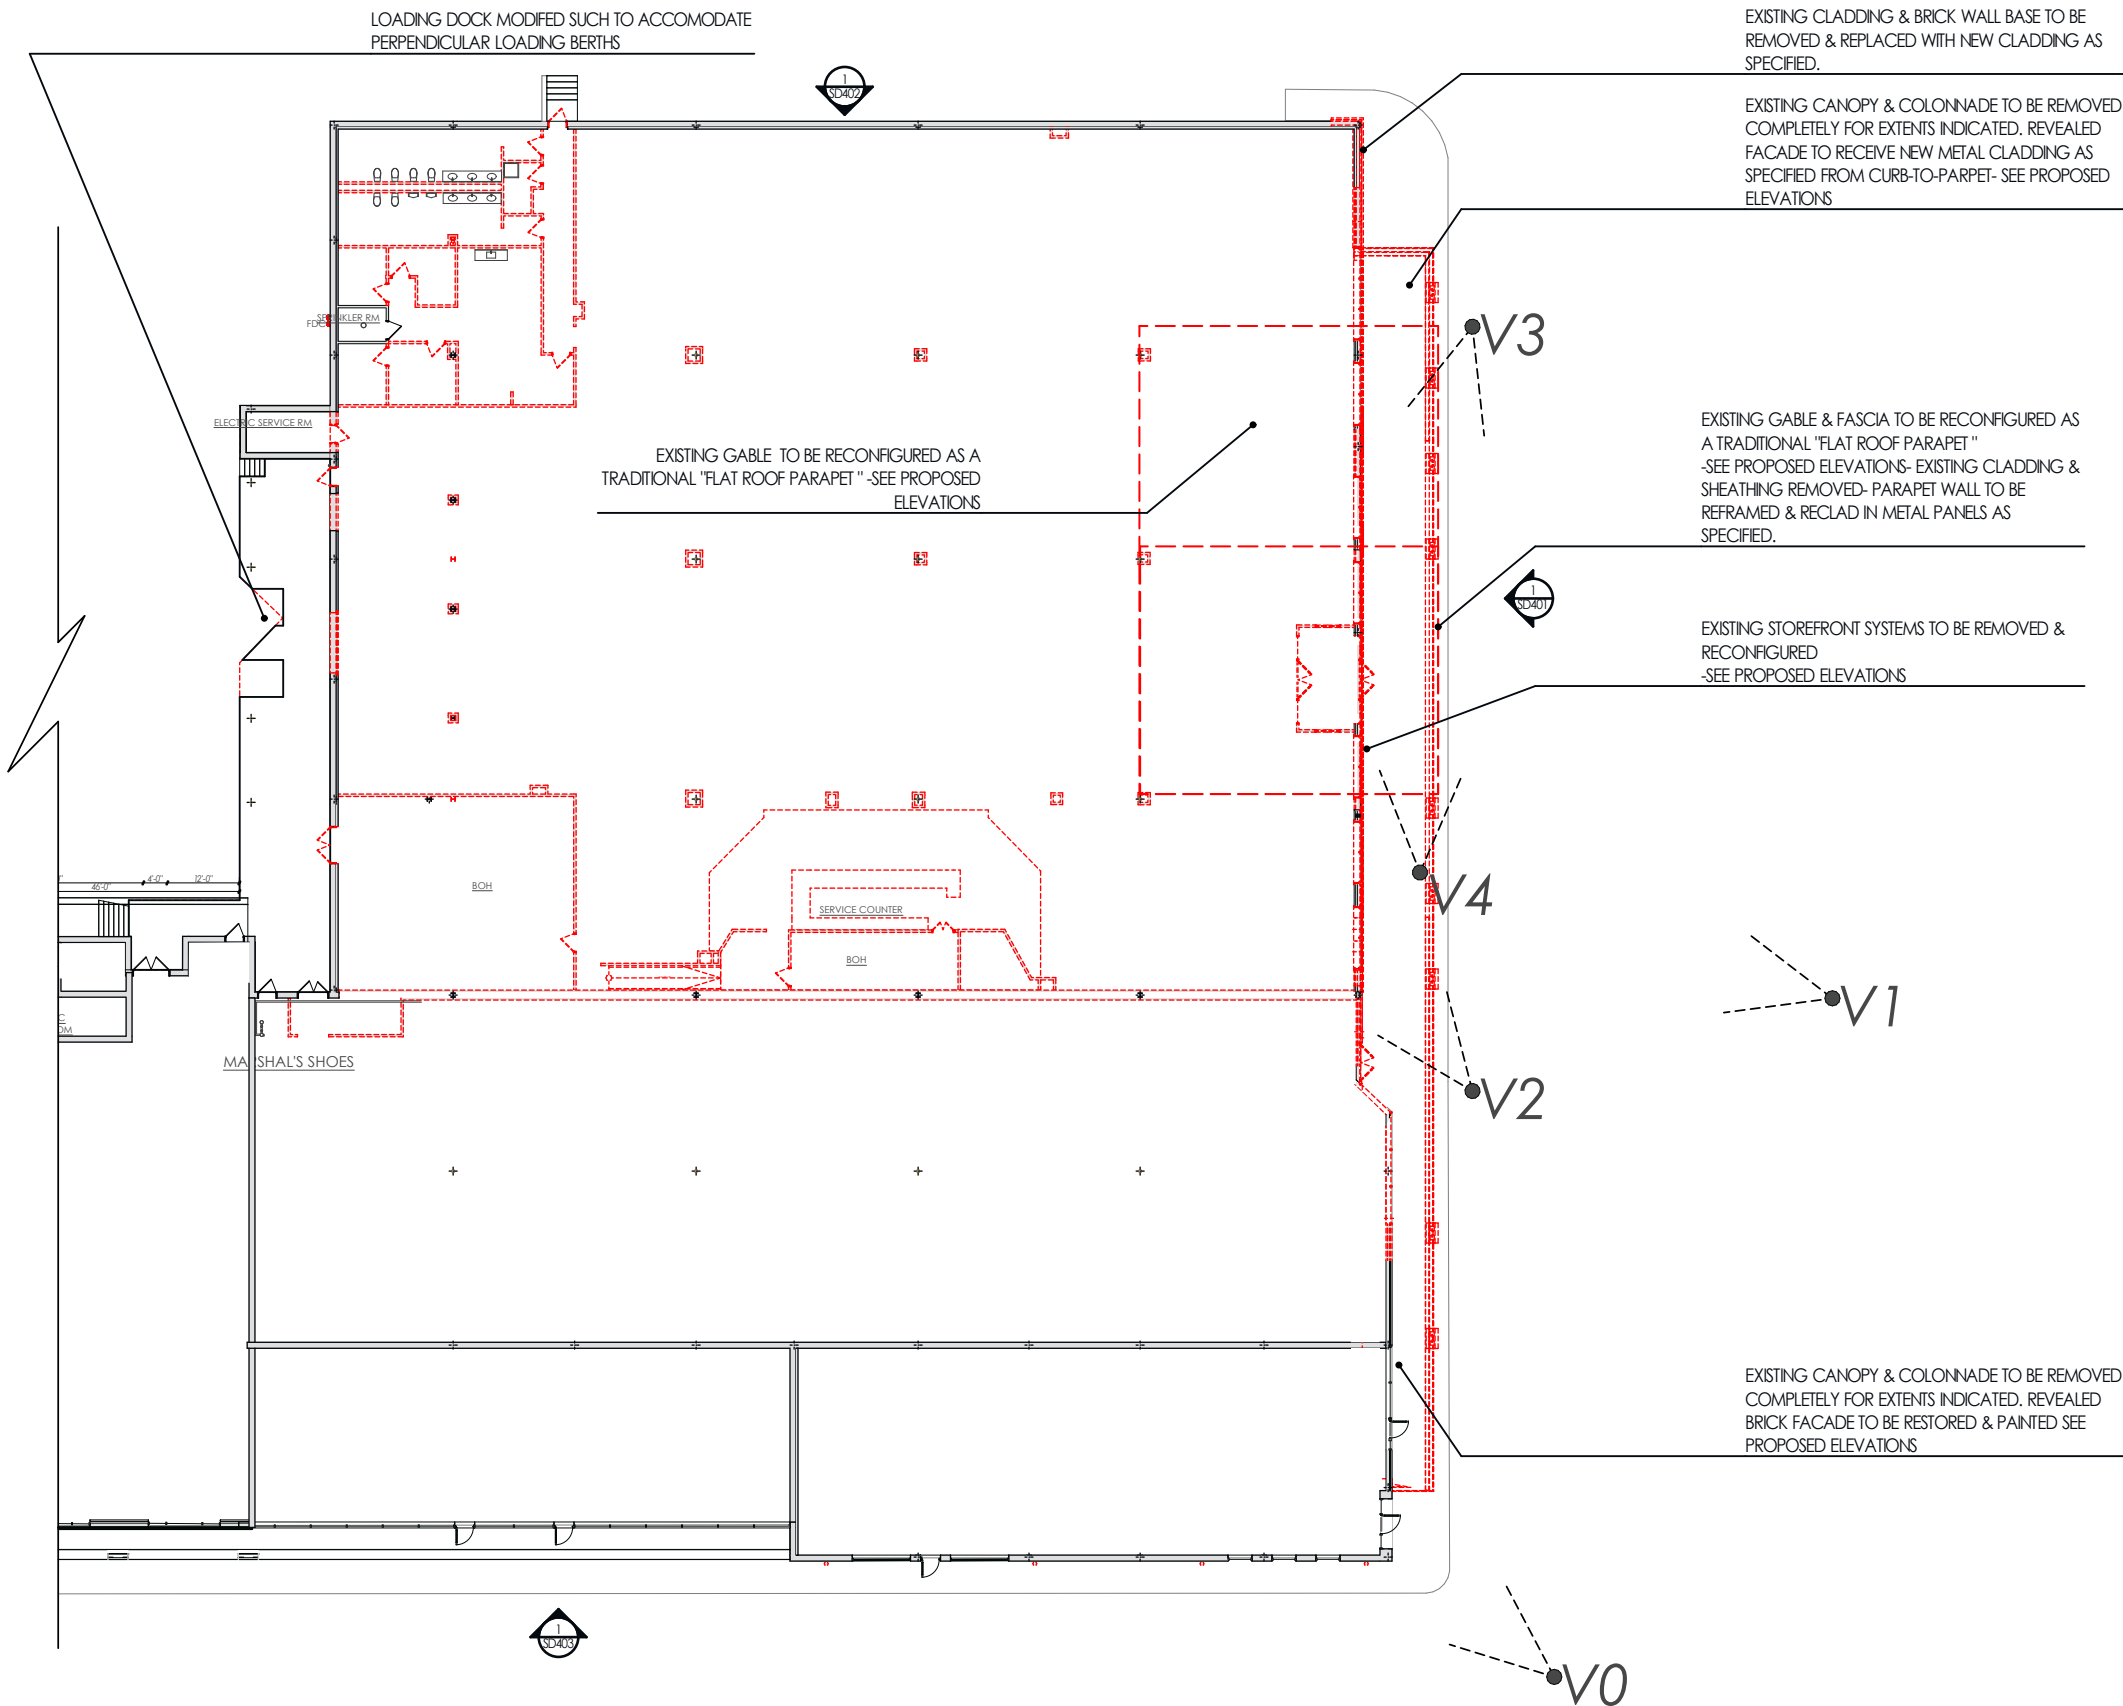 LOADING DOCK MODIFED SUCH TO ACCOMODATE
PERPENDICULAR LOADING BERTHS
EXISTING CLADDING & BRICK WALL BASE TO BE
REMOVED & REPLACED WITH NEW CLADDING AS
SPECIFIED.
1
SD402
EXISTING CANOPY & COLONNADE TO BE REMOVED
COMPLETELY FOR EXTENTS INDICATED. REVEALED
FACADE TO RECEIVE NEW METAL CLADDING AS
SPECIFIED FROM CURB-TO-PARPET- SEE PROPOSED
ELEVATIONS
SPRINKLER RM
FDC
V3
ELECTRIC SERVICE RM
EXISTING GABLE TO BE RECONFIGURED AS A
TRADITIONAL "FLAT ROOF PARAPET " -SEE PROPOSED
ELEVATIONS
EXISTING GABLE & FASCIA TO BE RECONFIGURED AS
A TRADITIONAL "FLAT ROOF PARAPET "
-SEE PROPOSED ELEVATIONS- EXISTING CLADDING &
SHEATHING REMOVED- PARAPET WALL TO BE
REFRAMED & RECLAD IN METAL PANELS AS
SPECIFIED.
1
SD401
EXISTING STOREFRONT SYSTEMS TO BE REMOVED &
RECONFIGURED
-SEE PROPOSED ELEVATIONS
46'-0"
4'-0"
12'-0"
BOH
SERVICE COUNTER
BOH
V4
V1
C
OM
MARSHAL'S SHOES
V2
EXISTING CANOPY & COLONNADE TO BE REMOVED
COMPLETELY FOR EXTENTS INDICATED. REVEALED
BRICK FACADE TO BE RESTORED & PAINTED SEE
PROPOSED ELEVATIONS
1
SD403
V0